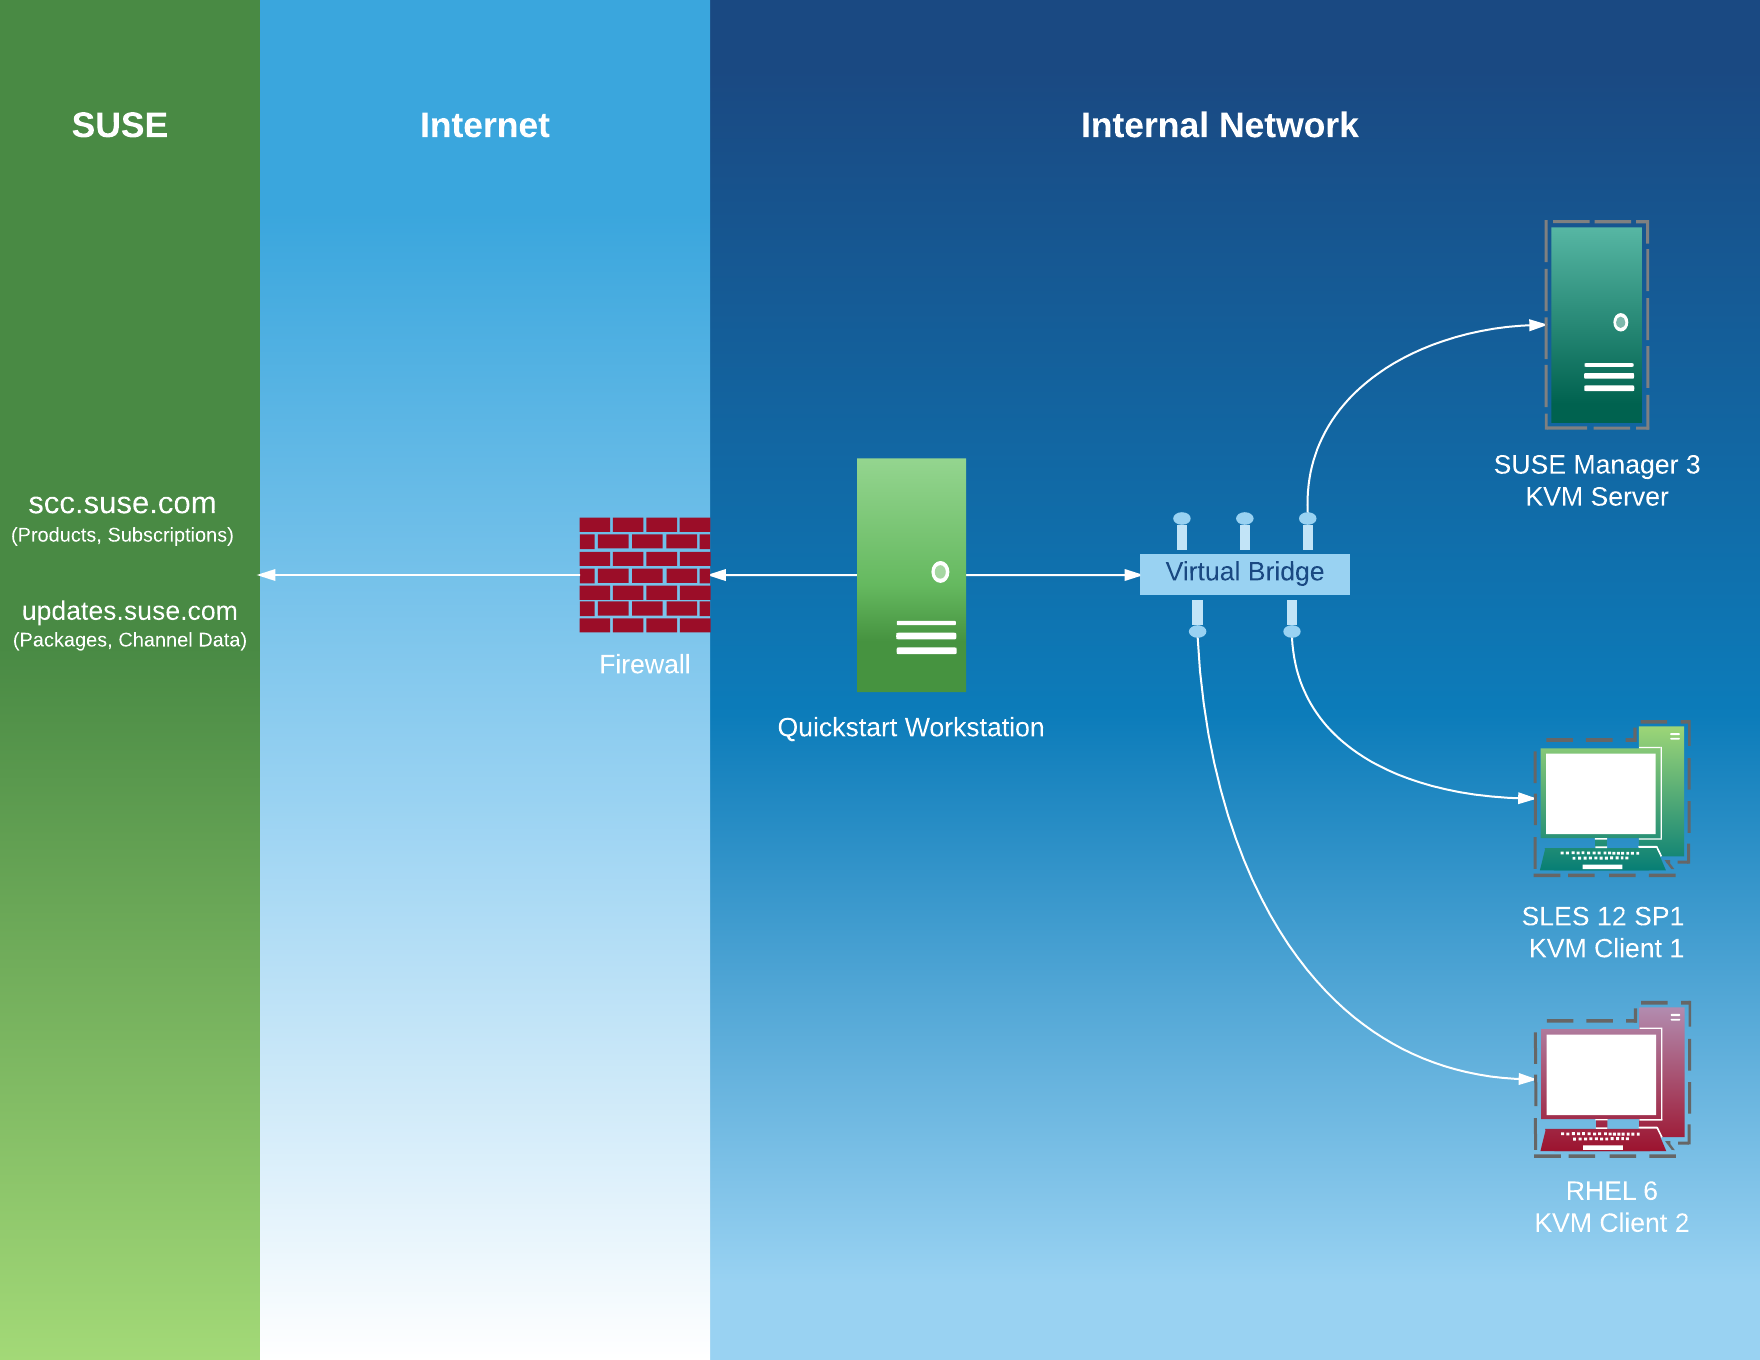 SUSE
Internet
Internal Network
scc.suse.com
(Products, Subscriptions)
updates.suse.com
(Packages, Channel Data)
Firewall
Quickstart Workstation
Virtual Bridge
SUSE Manager 3
KVM Server
SLES 12 SP1
KVM Client 1
RHEL 6
KVM Client 2